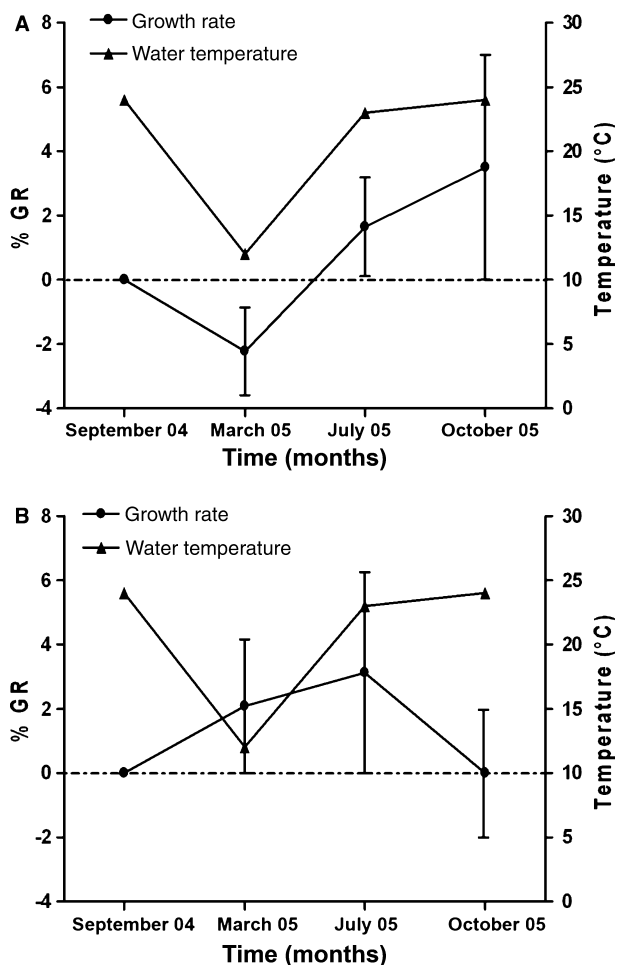 A
Growth rate
Water temperature
8
6
4
2
0
-2
-4
% GR
30
25
20
15
10
5
0
Temperature (°C)
September 04 March 05 July 05 October 05
Time (months)
B
Growth rate
Water temperature
8
6
4
2
0
-2
-4
% GR
30
25
20
15
10
5
0
Temperature (°C)
September 04 March 05 July 05 October 05
Time (months)